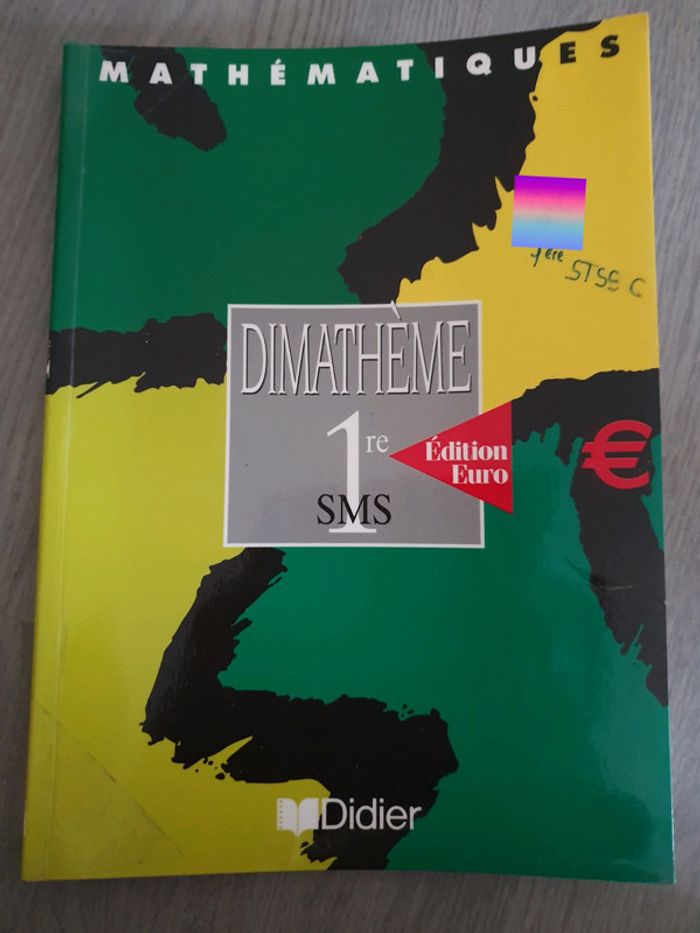 MATHÉMATIQUES
1ère
STSS C
DIMATHÈME
1re
SMS
Édition
Euro
€
Didier